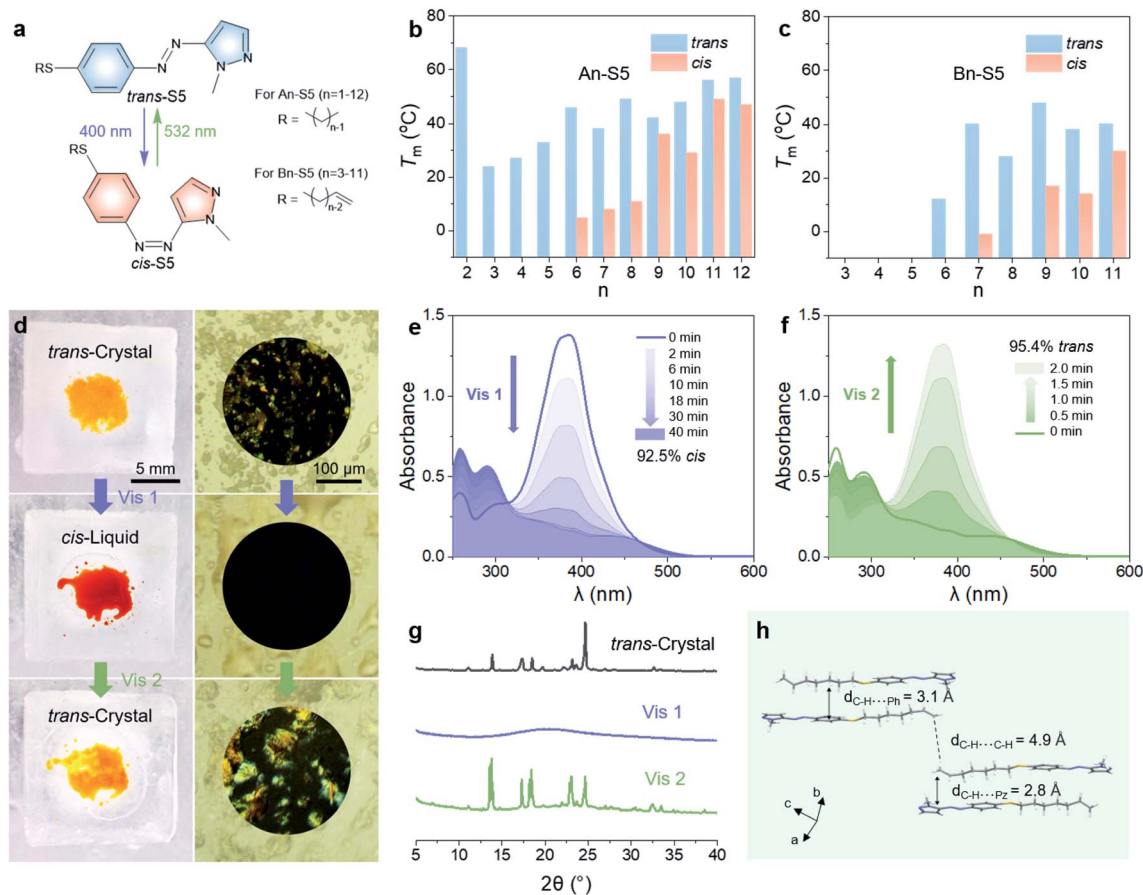 a
RS
N
N
N
N
trans-S5
400 nm
532 nm
RS
N
N
N
N
cis-S5
For An-S5 (n=1-12)
R =
n-1
For Bn-S5 (n=3-11)
R =
n-2
b
Tm (oC)
80
60
40
20
0
An-S5
trans
cis
2 3 4 5 6 7 8 9 10 11 12
n
c
Tm (oC)
80
60
40
20
0
trans
cis
Bn-S5
3 4 5 6 7 8 9 10 11
n
d
trans-Crystal
5 mm
100 μm
Vis 1
cis-Liquid
Vis 2
trans-Crystal
e
Absorbance
1.5
1.0
0.5
0.0
Vis 1
0 min
2 min
6 min
10 min
18 min
30 min
40 min
92.5% cis
300 400 500 600
λ (nm)
f
Absorbance
1.5
1.0
0.5
0.0
Vis 2
95.4% trans
2.0 min
1.5 min
1.0 min
0.5 min
0 min
300 400 500 600
λ (nm)
g
trans-Crystal
Vis 1
Vis 2
5 10 15 20 25 30 35 40
2θ (°)
h
dC-H···Ph = 3.1 Å
dC-H···C-H = 4.9 Å
dC-H···Pz = 2.8 Å
b
c
a